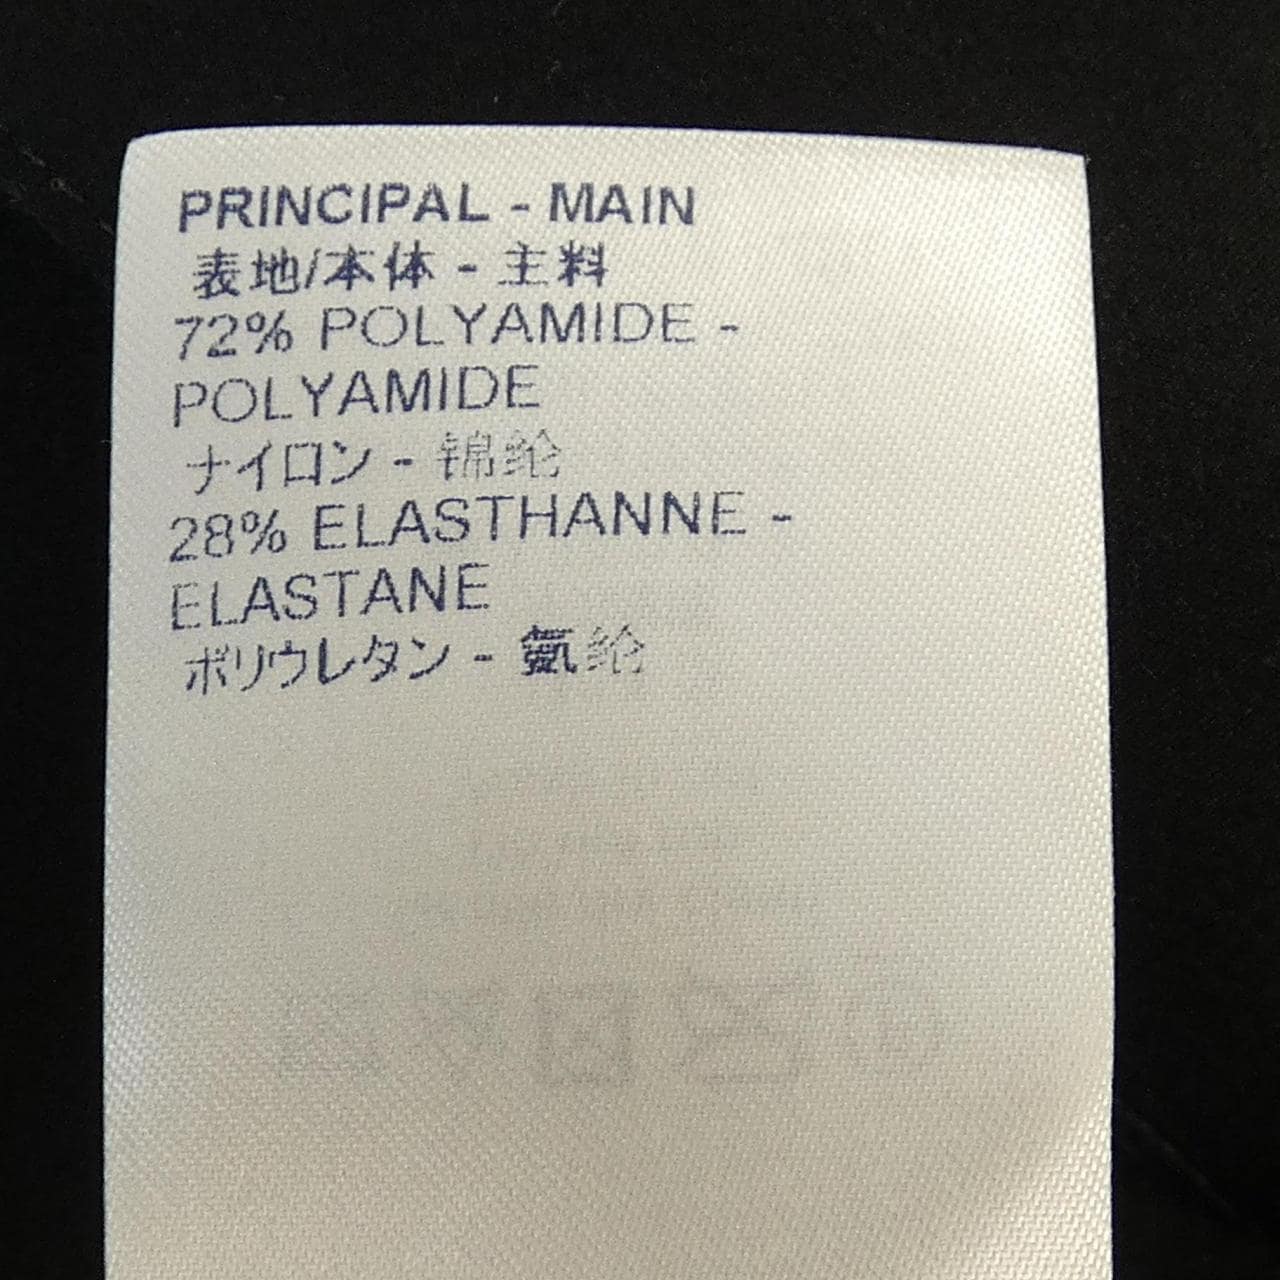 PRINCIPAL - MAIN
表地/本体 - 主料
72% POLYAMIDE -
POLYAMIDE
ナイロン - 锦纶
28% ELASTHANNE -
ELASTANE
ポリウレタン - 氨纶